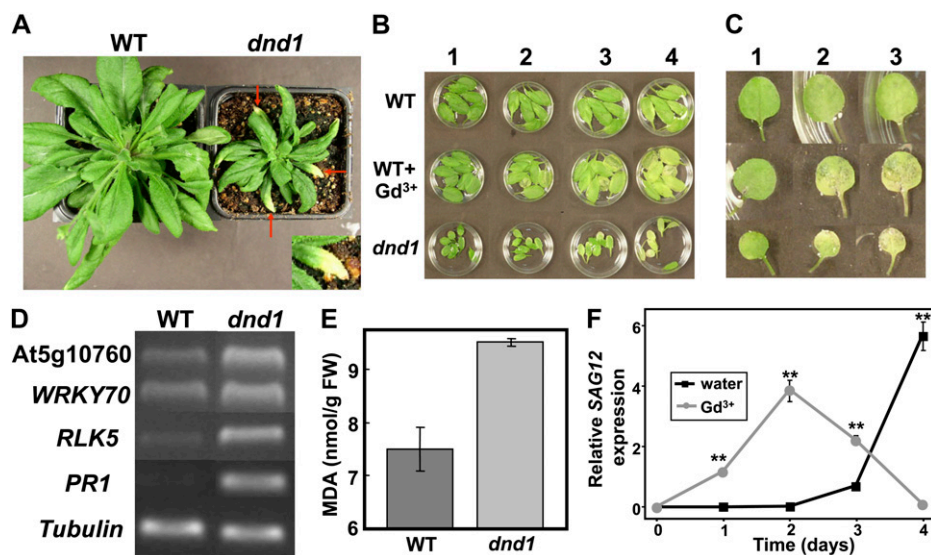 A
WT
dnd1
B
1 2 3 4
WT
WT+
Gd³⁺
dnd1
C
1 2 3
D
WT dnd1
At5g10760
WRKY70
RLK5
PR1
Tubulin
E
MDA (nmol/g FW)
9
8
7
6
WT dnd1
F
Relative SAG12
expression
6
4
2
0
water
Gd³⁺
**
**
**
**
0 1 2 3 4
Time (days)